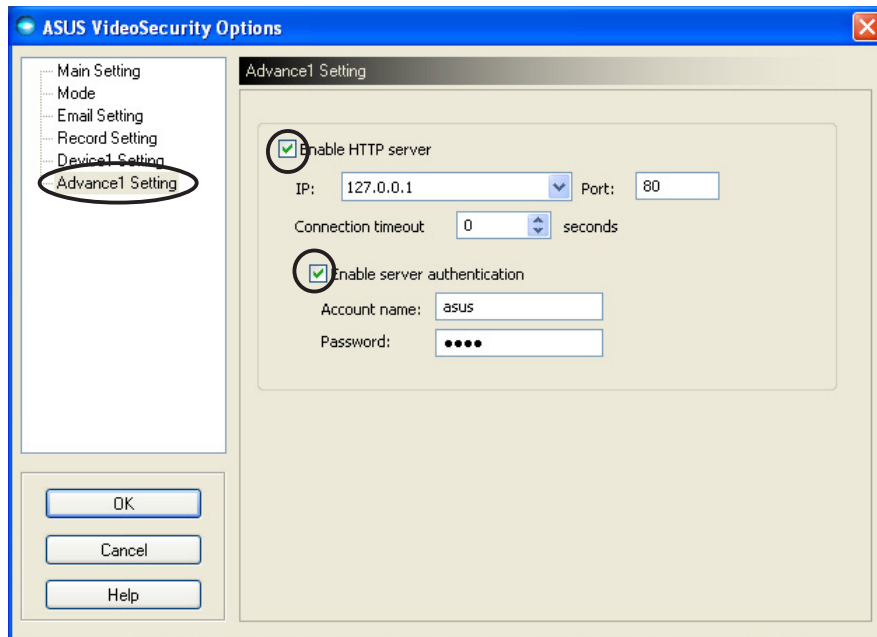 ASUS VideoSecurity Options
Main Setting
Mode
Email Setting
Record Setting
Device1 Setting
Advance1 Setting
OK
Cancel
Help
Advance1 Setting
Enable HTTP server
IP: 127.0.0.1 Port: 80
Connection timeout 0 seconds
Enable server authentication
Account name: asus
Password: ●●●●